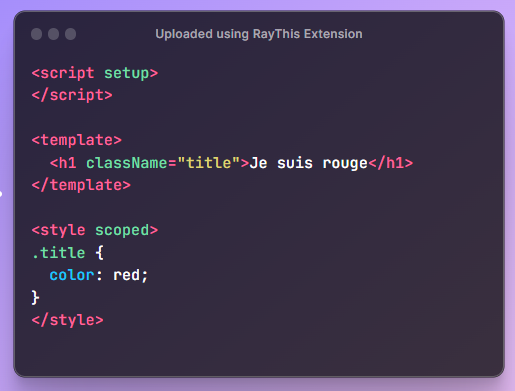 Uploaded using RayThis Extension
<script setup>
</script>
<template>
  <h1 className="title">Je suis rouge</h1>
</template>
<style scoped>
.title {
  color: red;
}
</style>